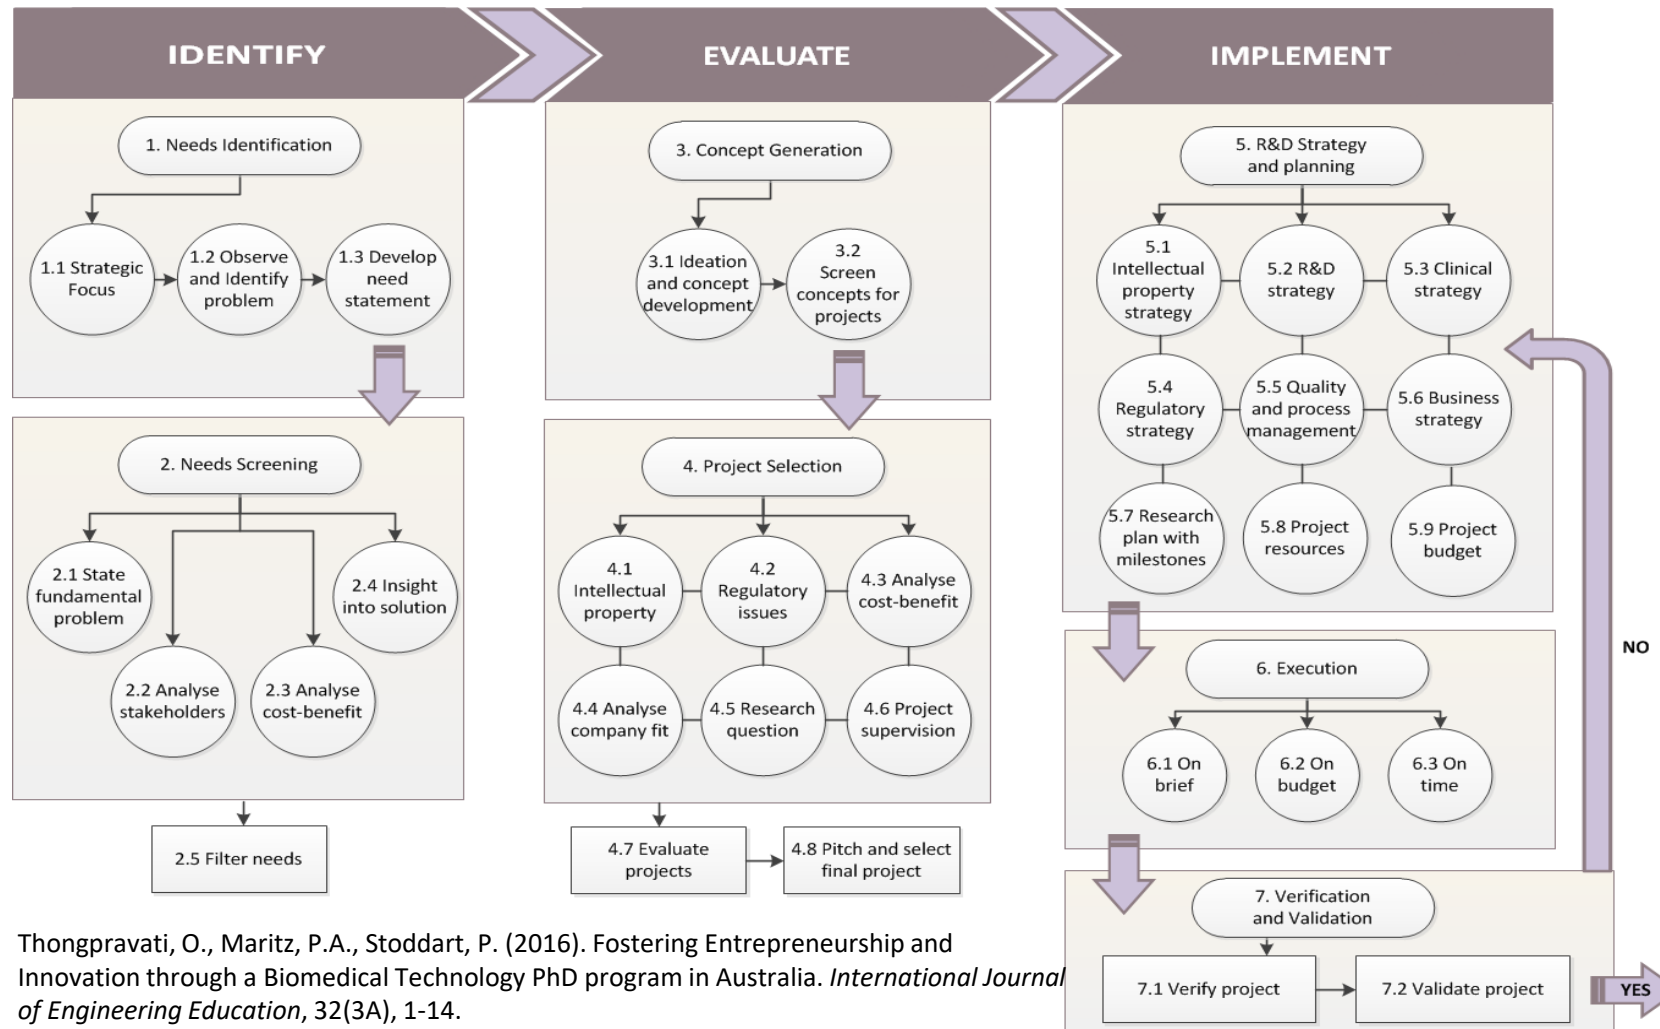 IDENTIFY
EVALUATE
IMPLEMENT
1. Needs Identification
1.1 Strategic
Focus
1.2 Observe
and Identify
problem
1.3 Develop
need
statement
2. Needs Screening
2.1 State
fundamental
problem
2.2 Analyse
stakeholders
2.3 Analyse
cost-benefit
2.4 Insight
into solution
2.5 Filter needs
3. Concept Generation
3.1 Ideation
and concept
development
3.2
Screen
concepts for
projects
4. Project Selection
4.1
Intellectual
property
4.2
Regulatory
issues
4.3 Analyse
cost-benefit
4.4 Analyse
company fit
4.5 Research
question
4.6 Project
supervision
4.7 Evaluate
projects
4.8 Pitch and select
final project
5. R&D Strategy
and planning
5.1
Intellectual
property
strategy
5.2 R&D
strategy
5.3 Clinical
strategy
5.4
Regulatory
strategy
5.5 Quality
and process
management
5.6 Business
strategy
5.7 Research
plan with
milestones
5.8 Project
resources
5.9 Project
budget
6. Execution
6.1 On
brief
6.2 On
budget
6.3 On
time
NO
7. Verification
and Validation
7.1 Verify project
7.2 Validate project
YES
Thongpravati, O., Maritz, P.A., Stoddart, P. (2016). Fostering Entrepreneurship and
Innovation through a Biomedical Technology PhD program in Australia. International Journal
of Engineering Education, 32(3A), 1-14.